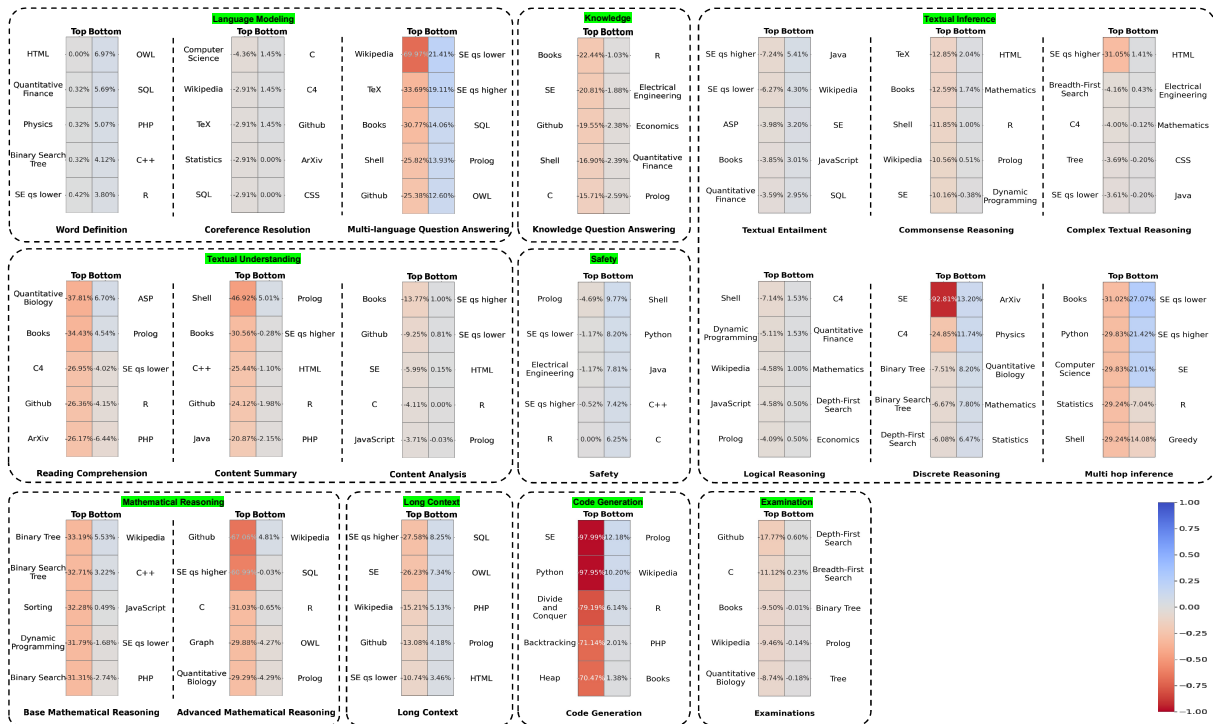 Language Modeling
Top Bottom
HTML 0.00% 6.97% OWL
Quantitative Finance 0.32% 5.69% SQL
Physics 0.32% 5.07% PHP
Binary Search Tree 0.32% 4.12% C++
SE qs lower 0.42% 3.80% R
Word Definition
Top Bottom
Computer Science -4.36% 1.45% C
Wikipedia -2.91% 1.45% C4
TeX -2.91% 1.45% Github
Statistics -2.91% 0.00% ArXiv
SQL -2.91% 0.00% CSS
Coreference Resolution
Top Bottom
Wikipedia 21.41% SE qs lower
TeX -33.69% 19.11% SE qs higher
Books -30.77% 14.06% SQL
Shell -25.82% 13.93% Prolog
Github -25.38% 12.60% OWL
Multi-language Question Answering
Knowledge
Top Bottom
Books -22.44% -1.03% R
SE -20.81% -1.88% Electrical Engineering
Github -19.55% -2.38% Economics
Shell -16.90% -2.39% Quantitative Finance
C -15.71% -2.59% Prolog
Knowledge Question Answering
Textual Inference
Top Bottom
SE qs higher -7.24% 5.41% Java
SE qs lower -6.27% 4.30% Wikipedia
ASP -3.98% 3.20% SE
Books -3.85% 3.01% JavaScript
Quantitative Finance -3.59% 2.95% SQL
Textual Entailment
Top Bottom
TeX -12.85% 2.04% HTML
Books -12.59% 1.74% Mathematics
Shell -11.85% 1.00% R
Wikipedia -10.56% 0.51% Prolog
SE -10.16% -0.38% Dynamic Programming
Commonsense Reasoning
Top Bottom
SE qs higher -31.05% 1.41% C
Breadth-First Search -4.16% 0.43% Electrical Engineering
C4 -4.00% -0.12% Mathematics
Tree -3.69% -0.20% CSS
SE qs lower -3.61% -0.20% Java
Complex Textual Reasoning
Textual Understanding
Top Bottom
Quantitative Biology -37.81% 6.70% ASP
Books -34.43% 4.54% Prolog
C4 -26.95% -4.02% SE qs lower
Github -26.36% -4.15% R
ArXiv -26.17% -6.44% PHP
Reading Comprehension
Top Bottom
Shell -46.92% 5.01% Prolog
Books -30.56% -0.28% SE qs higher
C++ -25.44% -1.10% HTML
Github -24.12% -1.98% R
Java -20.87% -2.15% PHP
Content Summary
Top Bottom
Books -13.77% 1.00% SE qs higher
Github -9.25% 0.81% SE qs lower
SE -5.99% 0.15% HTML
C -4.11% 0.00% R
JavaScript -3.71% -0.03% Prolog
Content Analysis
Safety
Top Bottom
Prolog -4.69% 9.77% Shell
SE qs lower -1.17% 8.20% Python
Electrical Engineering -1.17% 7.81% Java
SE qs higher -0.52% 7.42% C++
R 0.00% 6.25% C
Safety
Top Bottom
Shell -7.14% 1.53% C4
Dynamic Programming -5.11% 1.53% Quantitative Finance
Wikipedia -4.58% 1.00% Mathematics
JavaScript -4.58% 0.50% Depth-First Search
Prolog -4.09% 0.50% Economics
Logical Reasoning
Top Bottom
SE -92.81% 13.20% ArXiv
C4 -24.85% 11.74% Physics
Binary Tree -7.51% 8.20% Quantitative Biology
Binary Search Tree -6.67% 7.80% Mathematics
Depth-First Search -6.08% 6.47% Statistics
Discrete Reasoning
Top Bottom
Books -31.02% 27.07% SE qs lower
Python -29.83% 21.42% SE qs higher
Computer Science -29.83% 21.01% SE
Statistics -29.24% -7.04% R
Shell -29.24% -14.08% Greedy
Multi hop inference
Mathematical Reasoning
Top Bottom
Binary Tree -33.19% 5.53% Wikipedia
Binary Search Tree -32.71% 3.22% C++
Sorting -32.28% 0.49% JavaScript
Dynamic Programming -31.79% -1.68% SE qs lower
Binary Search -31.31% -2.74% PHP
Base Mathematical Reasoning
Top Bottom
Github 4.81% Wikipedia
SE qs higher -0.03% SQL
C -31.03% -0.65% R
Graph -29.88% -4.27% OWL
Quantitative Biology -29.29% -4.29% Prolog
Advanced Mathematical Reasoning
Long Context
Top Bottom
SE qs higher -27.58% 8.25% SQL
SE -26.23% 7.34% OWL
Wikipedia -15.21% 5.13% PHP
Github -13.08% 4.18% Prolog
SE qs lower -10.74% 3.46% HTML
Long Context
Code Generation
Top Bottom
SE -97.99% 12.18% Prolog
Python -97.95% 10.20% Wikipedia
Divide and Conquer -79.19% 6.14% R
Backtracking -71.14% 2.01% PHP
Heap -70.47% 1.38% Books
Code Generation
Examination
Top Bottom
Github -17.77% 0.60% Depth-First Search
C -11.12% 0.23% Breadth-First Search
Books -9.50% -0.01% Binary Tree
Wikipedia -9.46% -0.14% Prolog
Quantitative Biology -8.74% -0.18% Tree
Examinations
1.00
0.75
0.50
0.25
0.00
−0.25
−0.50
−0.75
−1.00